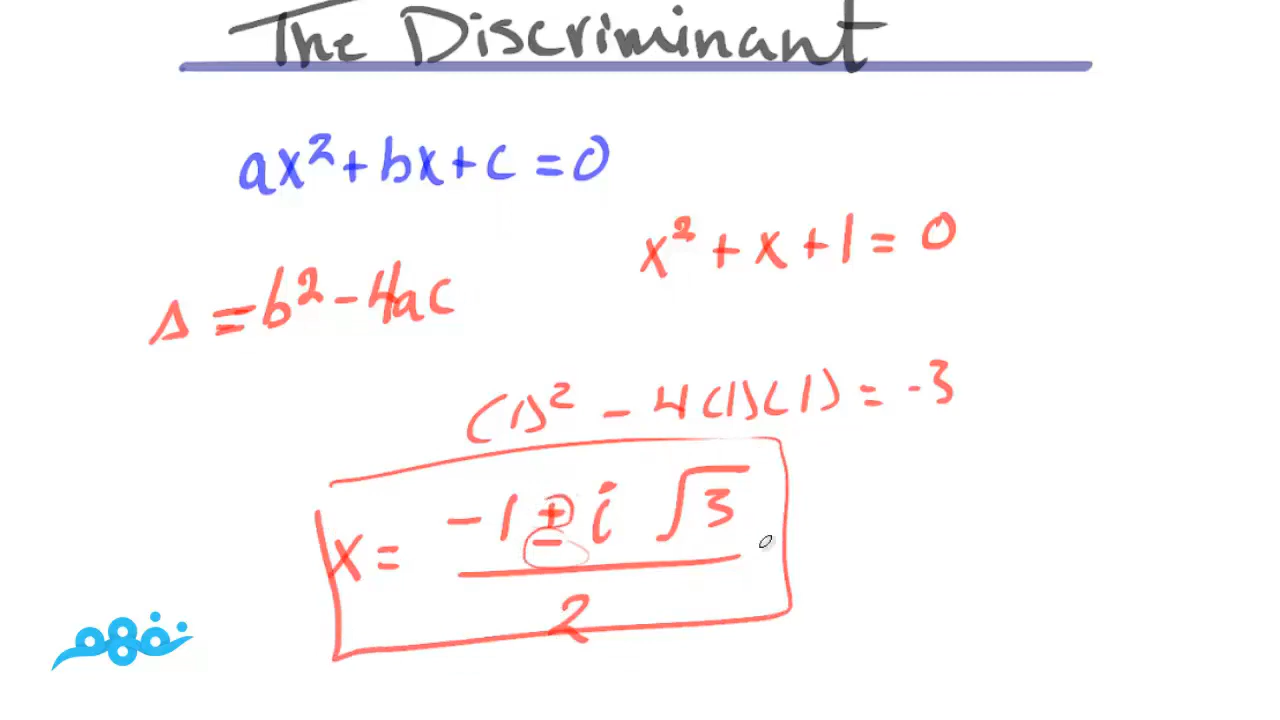 The Discriminant
ax² + bx + c = 0
x² + x + 1 = 0
Δ = b² - 4ac
(1)² - 4(1)(1) = -3
x = (-1 ± i √3) / 2
نفهم